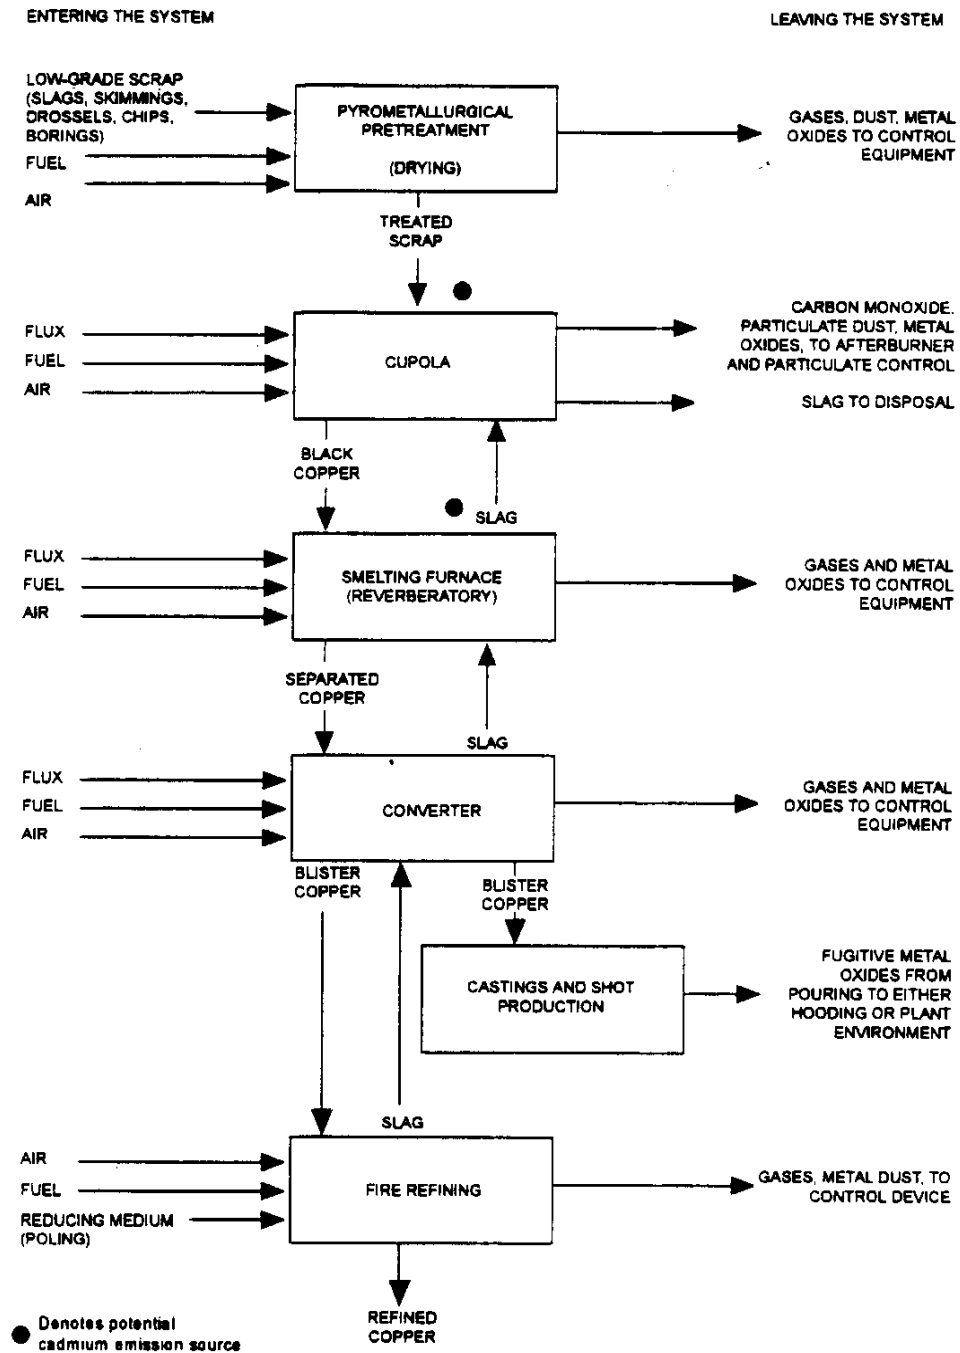 ENTERING THE SYSTEM
LEAVING THE SYSTEM
LOW-GRADE SCRAP
(SLAGS, SKIMMINGS,
DROSSELS, CHIPS,
BORINGS)
FUEL
AIR
PYROMETALLURGICAL
PRETREATMENT
(DRYING)
GASES, DUST, METAL
OXIDES TO CONTROL
EQUIPMENT
TREATED
SCRAP
FLUX
FUEL
AIR
CUPOLA
CARBON MONOXIDE.
PARTICULATE DUST, METAL
OXIDES, TO AFTERBURNER
AND PARTICULATE CONTROL
SLAG TO DISPOSAL
BLACK
COPPER
SLAG
FLUX
FUEL
AIR
SMELTING FURNACE
(REVERBERATORY)
GASES AND METAL
OXIDES TO CONTROL
EQUIPMENT
SEPARATED
COPPER
SLAG
FLUX
FUEL
AIR
CONVERTER
GASES AND METAL
OXIDES TO CONTROL
EQUIPMENT
BLISTER
COPPER
BLISTER
COPPER
CASTINGS AND SHOT
PRODUCTION
FUGITIVE METAL
OXIDES FROM
POURING TO EITHER
HOODING OR PLANT
ENVIRONMENT
SLAG
AIR
FUEL
REDUCING MEDIUM
(POLING)
FIRE REFINING
GASES, METAL DUST, TO
CONTROL DEVICE
REFINED
COPPER
Denotes potential
cadmium emission source